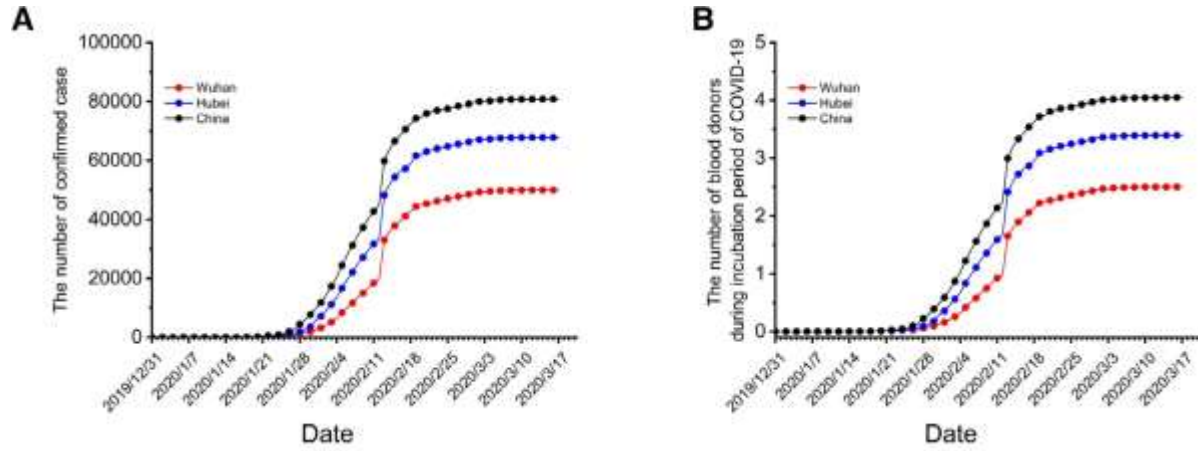 A
The number of confirmed case
100000
80000
60000
40000
20000
0
Wuhan
Hubei
China
2019/12/31
2020/1/7
2020/1/14
2020/1/21
2020/1/28
2020/2/4
2020/2/11
2020/2/18
2020/2/25
2020/3/3
2020/3/10
2020/3/17
Date
B
The number of blood donors
during incubation period of COVID-19
5
4
3
2
1
0
Wuhan
Hubei
China
2019/12/31
2020/1/7
2020/1/14
2020/1/21
2020/1/28
2020/2/4
2020/2/11
2020/2/18
2020/2/25
2020/3/3
2020/3/10
2020/3/17
Date